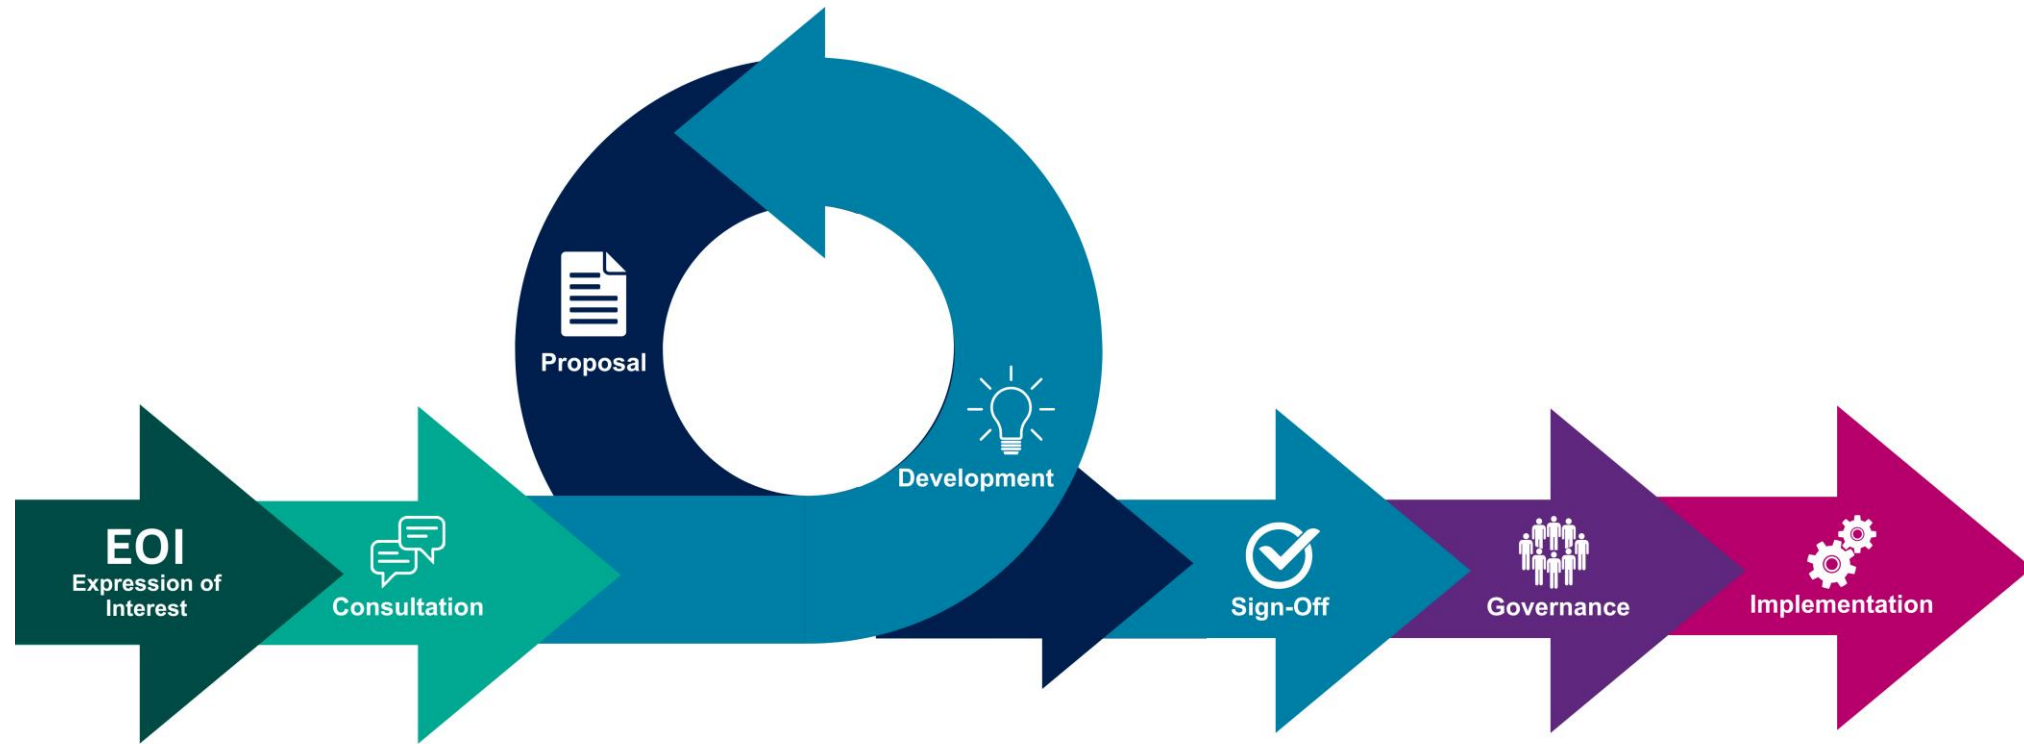 EOI
Expression of
Interest
Consultation
Proposal
Development
Sign-Off
Governance
Implementation